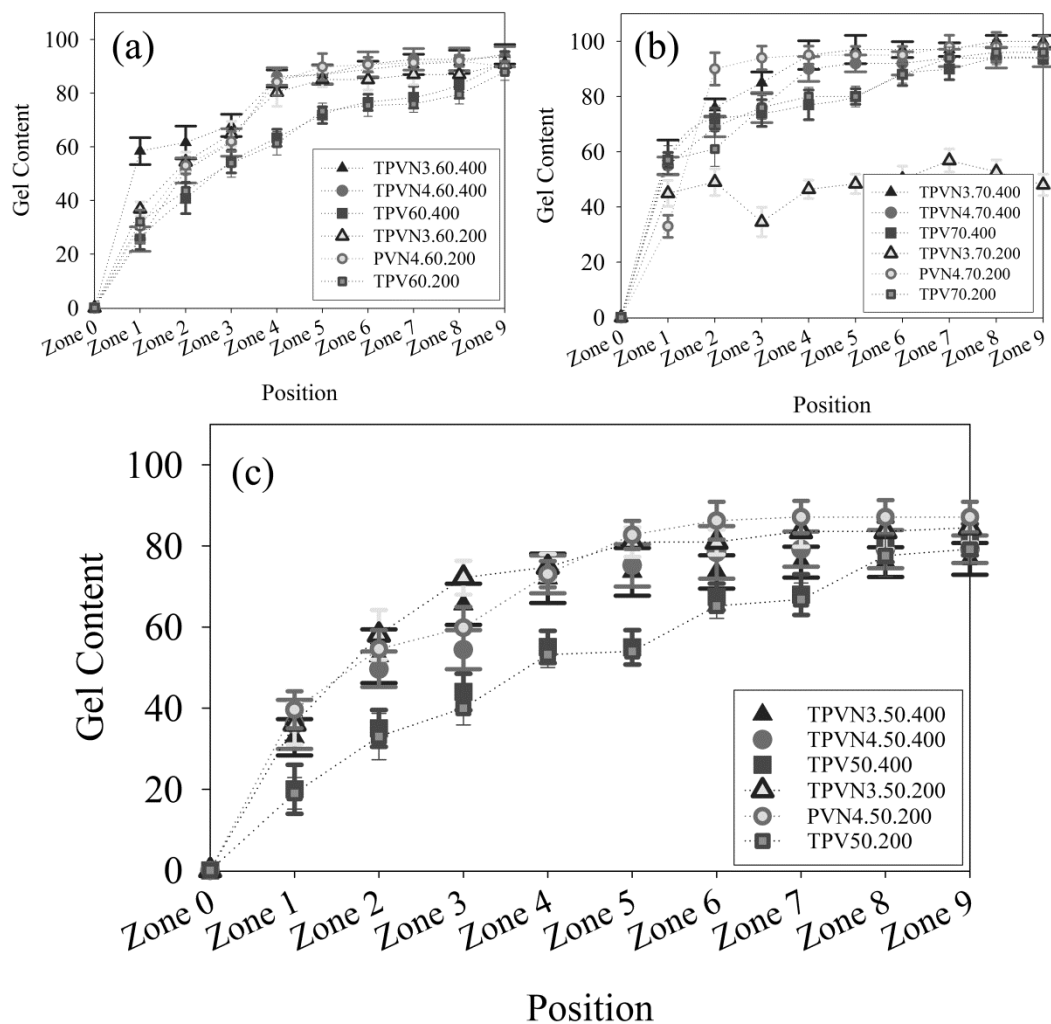 (a)
100
80
60
40
20
0
Gel Content
TPVN3.60.400
TPVN4.60.400
TPV60.400
TPVN3.60.200
PVN4.60.200
TPV60.200
Zone 0 Zone 1 Zone 2 Zone 3 Zone 4 Zone 5 Zone 6 Zone 7 Zone 8 Zone 9
Position
(b)
100
80
60
40
20
0
Gel Content
TPVN3.70.400
TPVN4.70.400
TPV70.400
TPVN3.70.200
PVN4.70.200
TPV70.200
Zone 0 Zone 1 Zone 2 Zone 3 Zone 4 Zone 5 Zone 6 Zone 7 Zone 8 Zone 9
Position
(c)
100
80
60
40
20
0
Gel Content
TPVN3.50.400
TPVN4.50.400
TPV50.400
TPVN3.50.200
PVN4.50.200
TPV50.200
Zone 0 Zone 1 Zone 2 Zone 3 Zone 4 Zone 5 Zone 6 Zone 7 Zone 8 Zone 9
Position